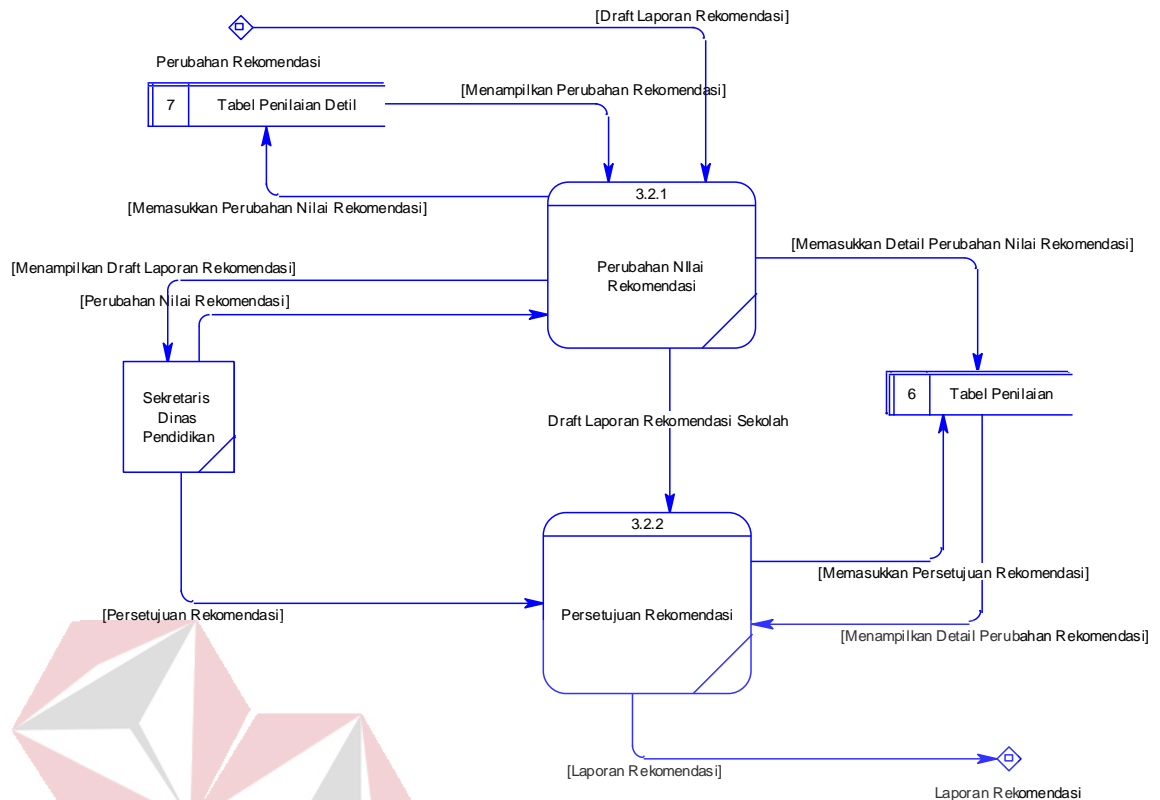 [Draft Laporan Rekomendasi]
Perubahan Rekomendasi
[Menampilkan Perubahan Rekomendasi]
7 Tabel Penilaian Detil
3.2.1
[Memasukkan Perubahan Nilai Rekomendasi]
[Memasukkan Detail Perubahan Nilai Rekomendasi]
[Menampilkan Draft Laporan Rekomendasi]
Perubahan NIlai
Rekomendasi
[Perubahan Nilai Rekomendasi]
Sekretaris
Dinas
Pendidikan
6 Tabel Penilaian
Draft Laporan Rekomendasi Sekolah
3.2.2
[Memasukkan Persetujuan Rekomendasi]
[Persetujuan Rekomendasi]
Persetujuan Rekomendasi
[Menampilkan Detail Perubahan Rekomendasi]
[Laporan Rekomendasi]
Laporan Rekomendasi